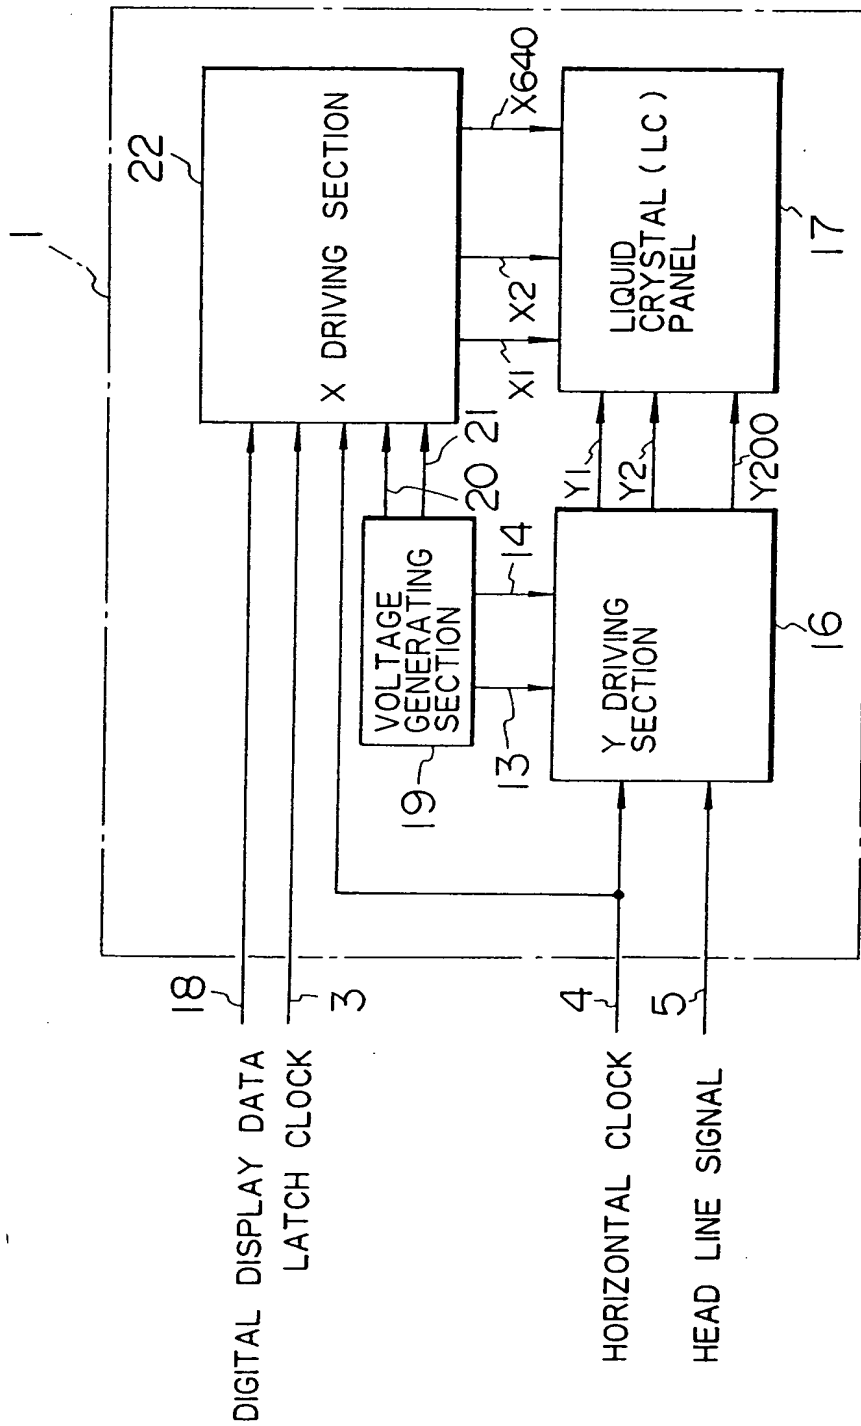 1
22
X DRIVING SECTION
DIGITAL DISPLAY DATA
18
LATCH CLOCK
3
20
21
VOLTAGE
GENERATING
SECTION
19
X1
X2
X640
13
14
HORIZONTAL CLOCK
4
HEAD LINE SIGNAL
5
Y DRIVING
SECTION
16
Y1
Y2
Y200
LIQUID
CRYSTAL (LC)
PANEL
17